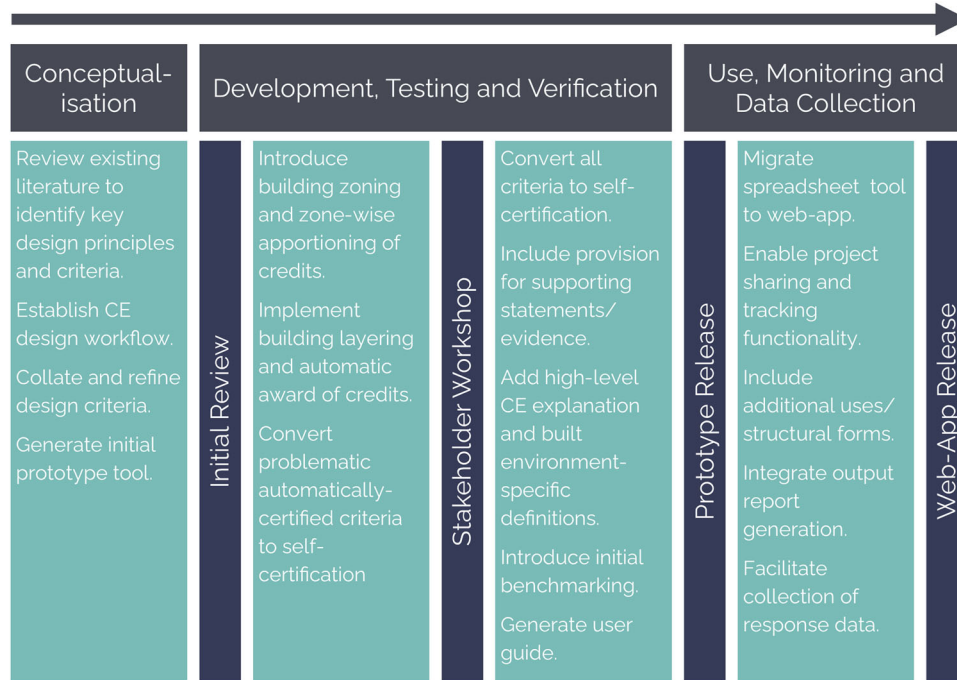 Conceptual-
isation
Development, Testing and Verification
Use, Monitoring and
Data Collection
Review existing
literature to
identify key
design principles
and criteria.
Establish CE
design workflow.
Collate and refine
design criteria.
Generate initial
prototype tool.
Initial Review
Introduce
building zoning
and zone-wise
apportioning of
credits.
Implement
building layering
and automatic
award of credits.
Convert
problematic
automatically-
certified criteria
to self-
certification
Stakeholder Workshop
Convert all
criteria to self-
certification.
Include provision
for supporting
statements/
evidence.
Add high-level
CE explanation
and built
environment-
specific
definitions.
Introduce initial
benchmarking.
Generate user
guide.
Prototype Release
Migrate
spreadsheet tool
to web-app.
Enable project
sharing and
tracking
functionality.
Include
additional uses/
structural forms.
Integrate output
report
generation.
Facilitate
collection of
response data.
Web-App Release